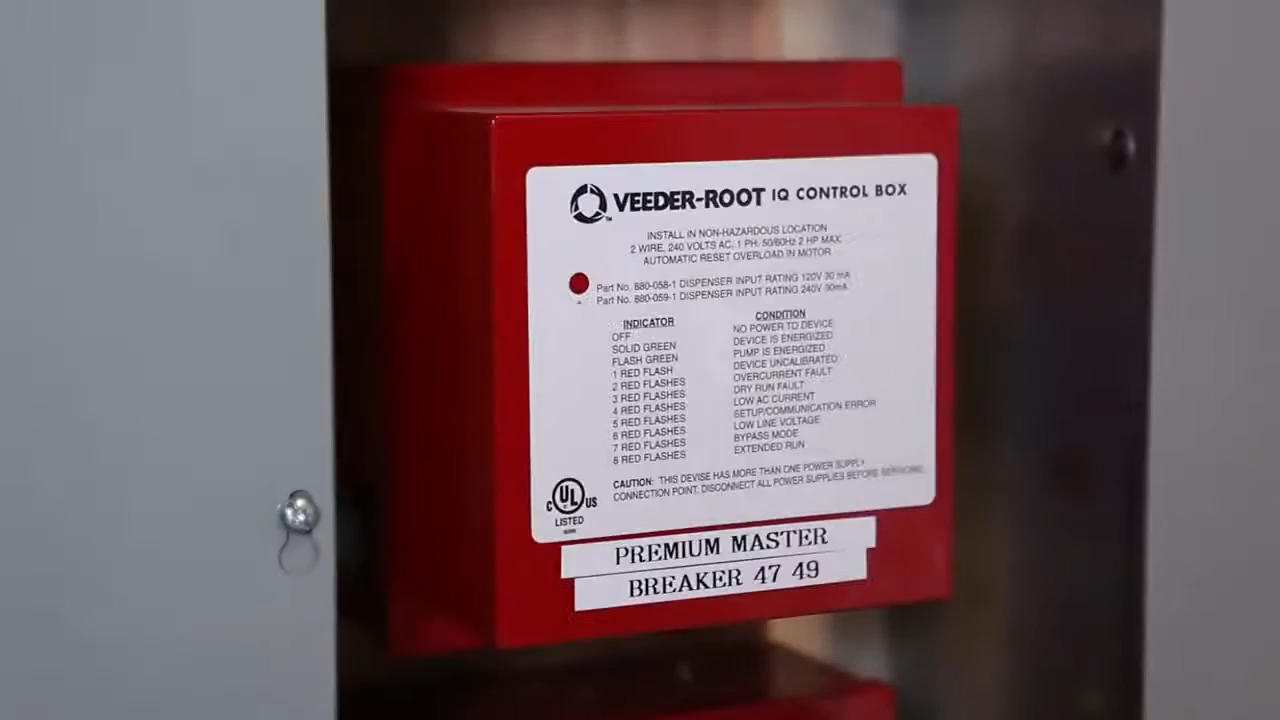 VEEDER-ROOT IQ CONTROL BOX
TM
INSTALL IN NON-HAZARDOUS LOCATION
2 WIRE, 240 VOLTS AC, 1 PH, 50/60Hz 2 HP MAX.
AUTOMATIC RESET OVERLOAD IN MOTOR
Part No. 880-058-1 DISPENSER INPUT RATING 120V 30 mA
Part No. 880-059-1 DISPENSER INPUT RATING 240V 30mA
INDICATOR CONDITION
OFF NO POWER TO DEVICE
SOLID GREEN DEVICE IS ENERGIZED
FLASH GREEN PUMP IS ENERGIZED
1 RED FLASH DEVICE UNCALIBRATED
2 RED FLASHES OVERCURRENT FAULT
3 RED FLASHES DRY RUN FAULT
4 RED FLASHES LOW AC CURRENT
5 RED FLASHES SETUP/COMMUNICATION ERROR
6 RED FLASHES LOW LINE VOLTAGE
7 RED FLASHES BYPASS MODE
8 RED FLASHES EXTENDED RUN
CAUTION: THIS DEVISE HAS MORE THAN ONE POWER SUPPLY
CONNECTION POINT. DISCONNECT ALL POWER SUPPLIES BEFORE SERVICING.
C UL US
LISTED
PREMIUM MASTER
BREAKER 47 49